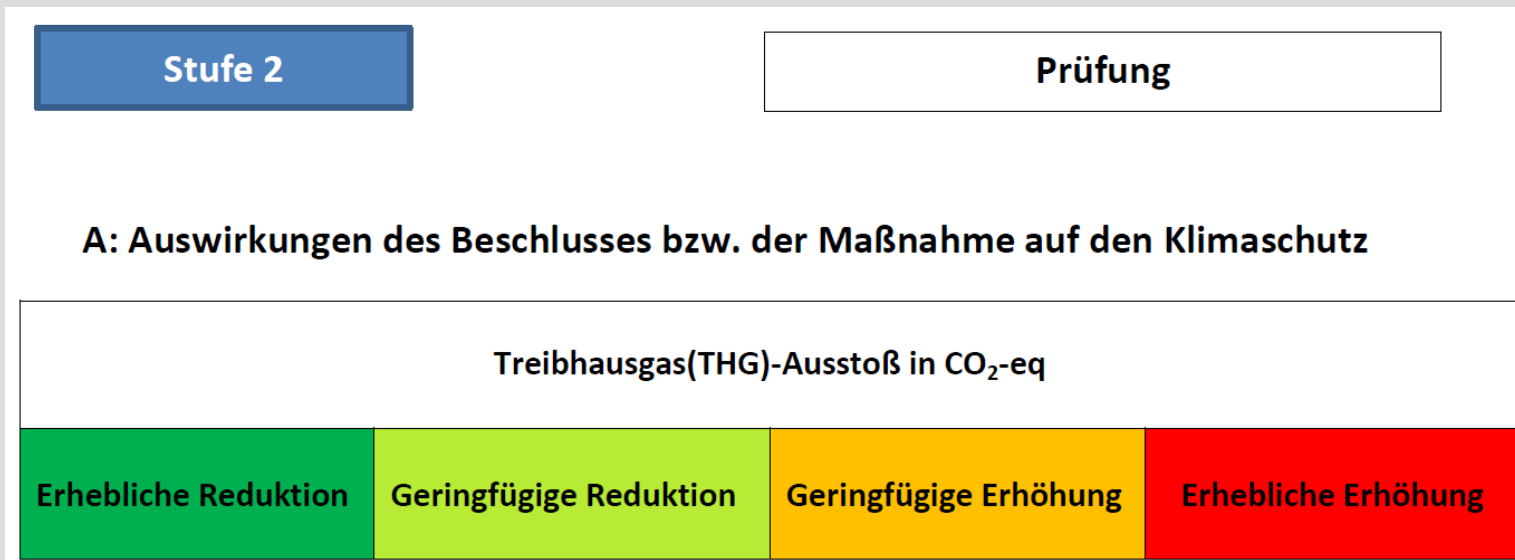 Stufe 2
Prüfung
A: Auswirkungen des Beschlusses bzw. der Maßnahme auf den Klimaschutz
Treibhausgas(THG)-Ausstoß in CO₂-eq
Erhebliche Reduktion
Geringfügige Reduktion
Geringfügige Erhöhung
Erhebliche Erhöhung